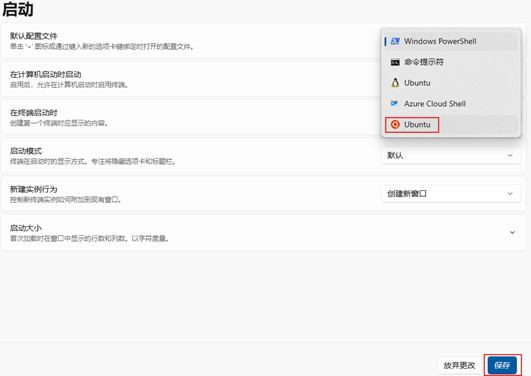 启动
默认配置文件
单击 '+' 图标或通过键入新的选项卡键绑定时打开的配置文件。
Windows PowerShell
命令提示符
Ubuntu
Azure Cloud Shell
Ubuntu
在计算机启动时启动
启用后，允许在计算机启动时启用终端。
在终端启动时
创建第一个终端时应显示的内容。
启动模式
终端在启动时的显示方式。专注将隐藏选项卡和标题栏。
默认
新建实例行为
控制新终端实例如何附加到现有窗口。
创建新窗口
启动大小
首次加载时在窗口中显示的行数和列数。以字符度量。
放弃更改
保存